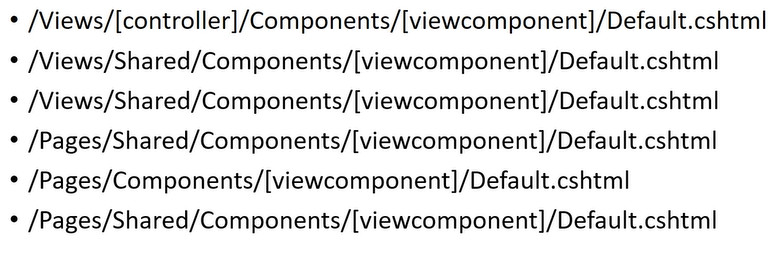 • /Views/[controller]/Components/[viewcomponent]/Default.cshtml
• /Views/Shared/Components/[viewcomponent]/Default.cshtml
• /Views/Shared/Components/[viewcomponent]/Default.cshtml
• /Pages/Shared/Components/[viewcomponent]/Default.cshtml
• /Pages/Components/[viewcomponent]/Default.cshtml
• /Pages/Shared/Components/[viewcomponent]/Default.cshtml